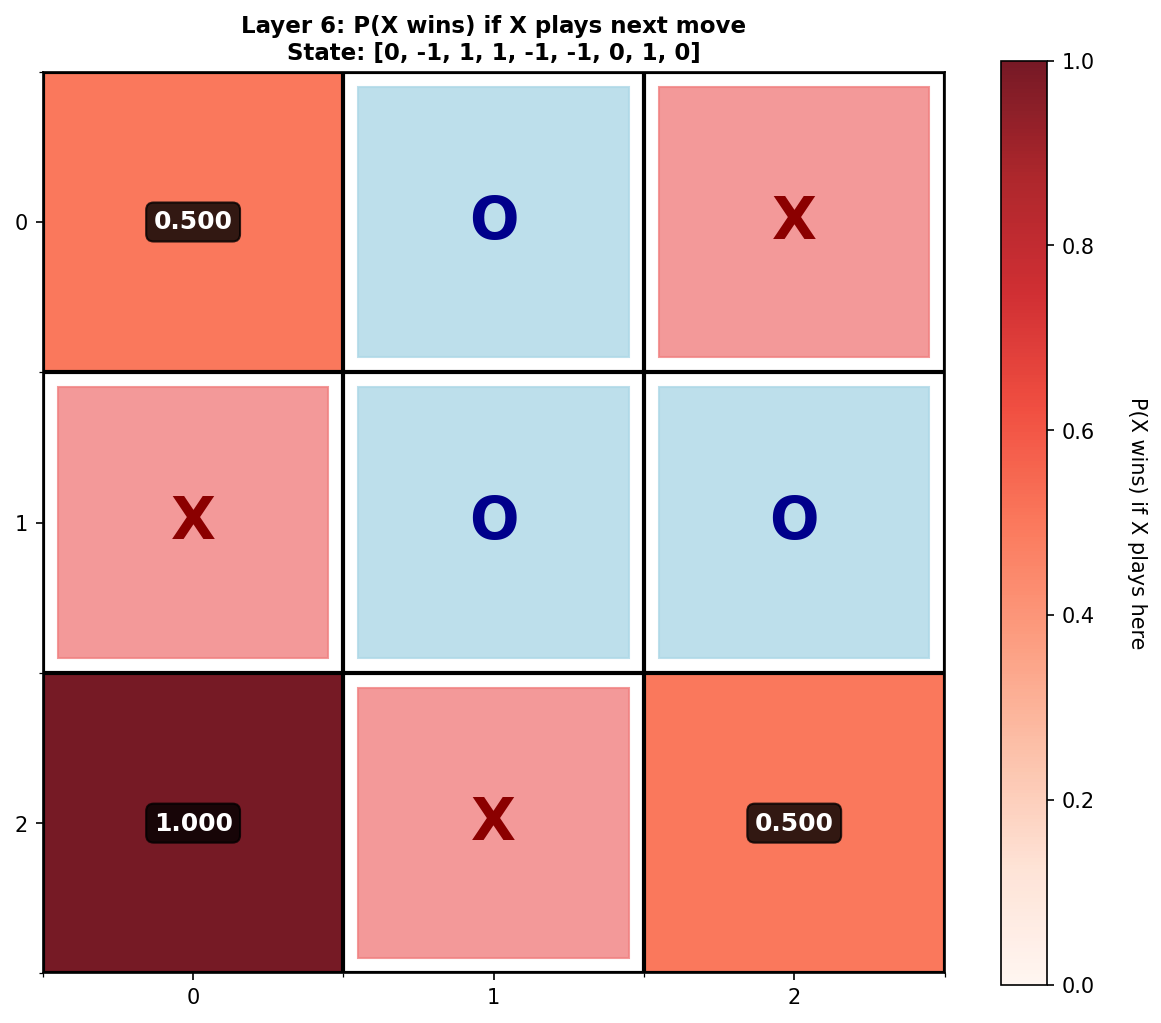 Layer 6: P(X wins) if X plays next move
State: [0, -1, 1, 1, -1, -1, 0, 1, 0]
0
0.500
O
X
1
X
O
O
2
1.000
X
0.500
0
1
2
1.0
0.8
0.6
0.4
0.2
0.0
P(X wins) if X plays here